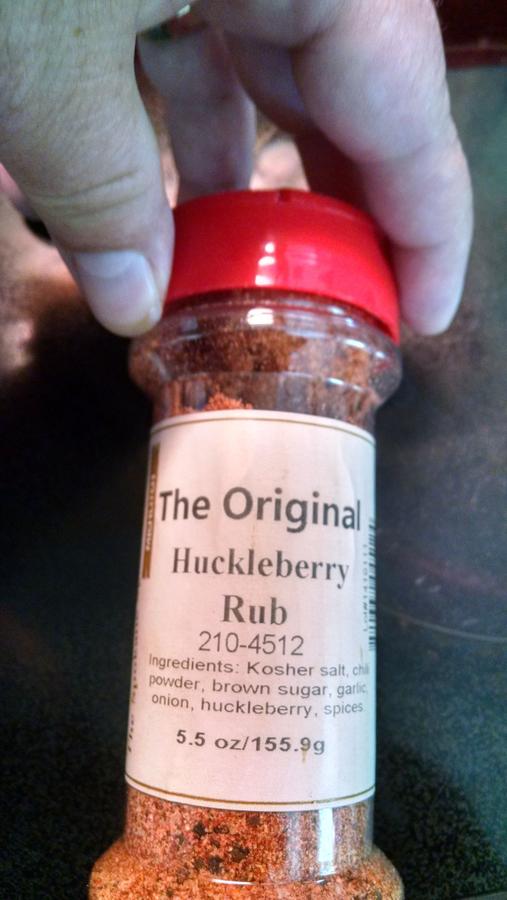 The Original
Huckleberry
Rub
210-4512
Ingredients: Kosher salt, chili
powder, brown sugar, garlic,
onion, huckleberry, spices
5.5 oz/155.9g